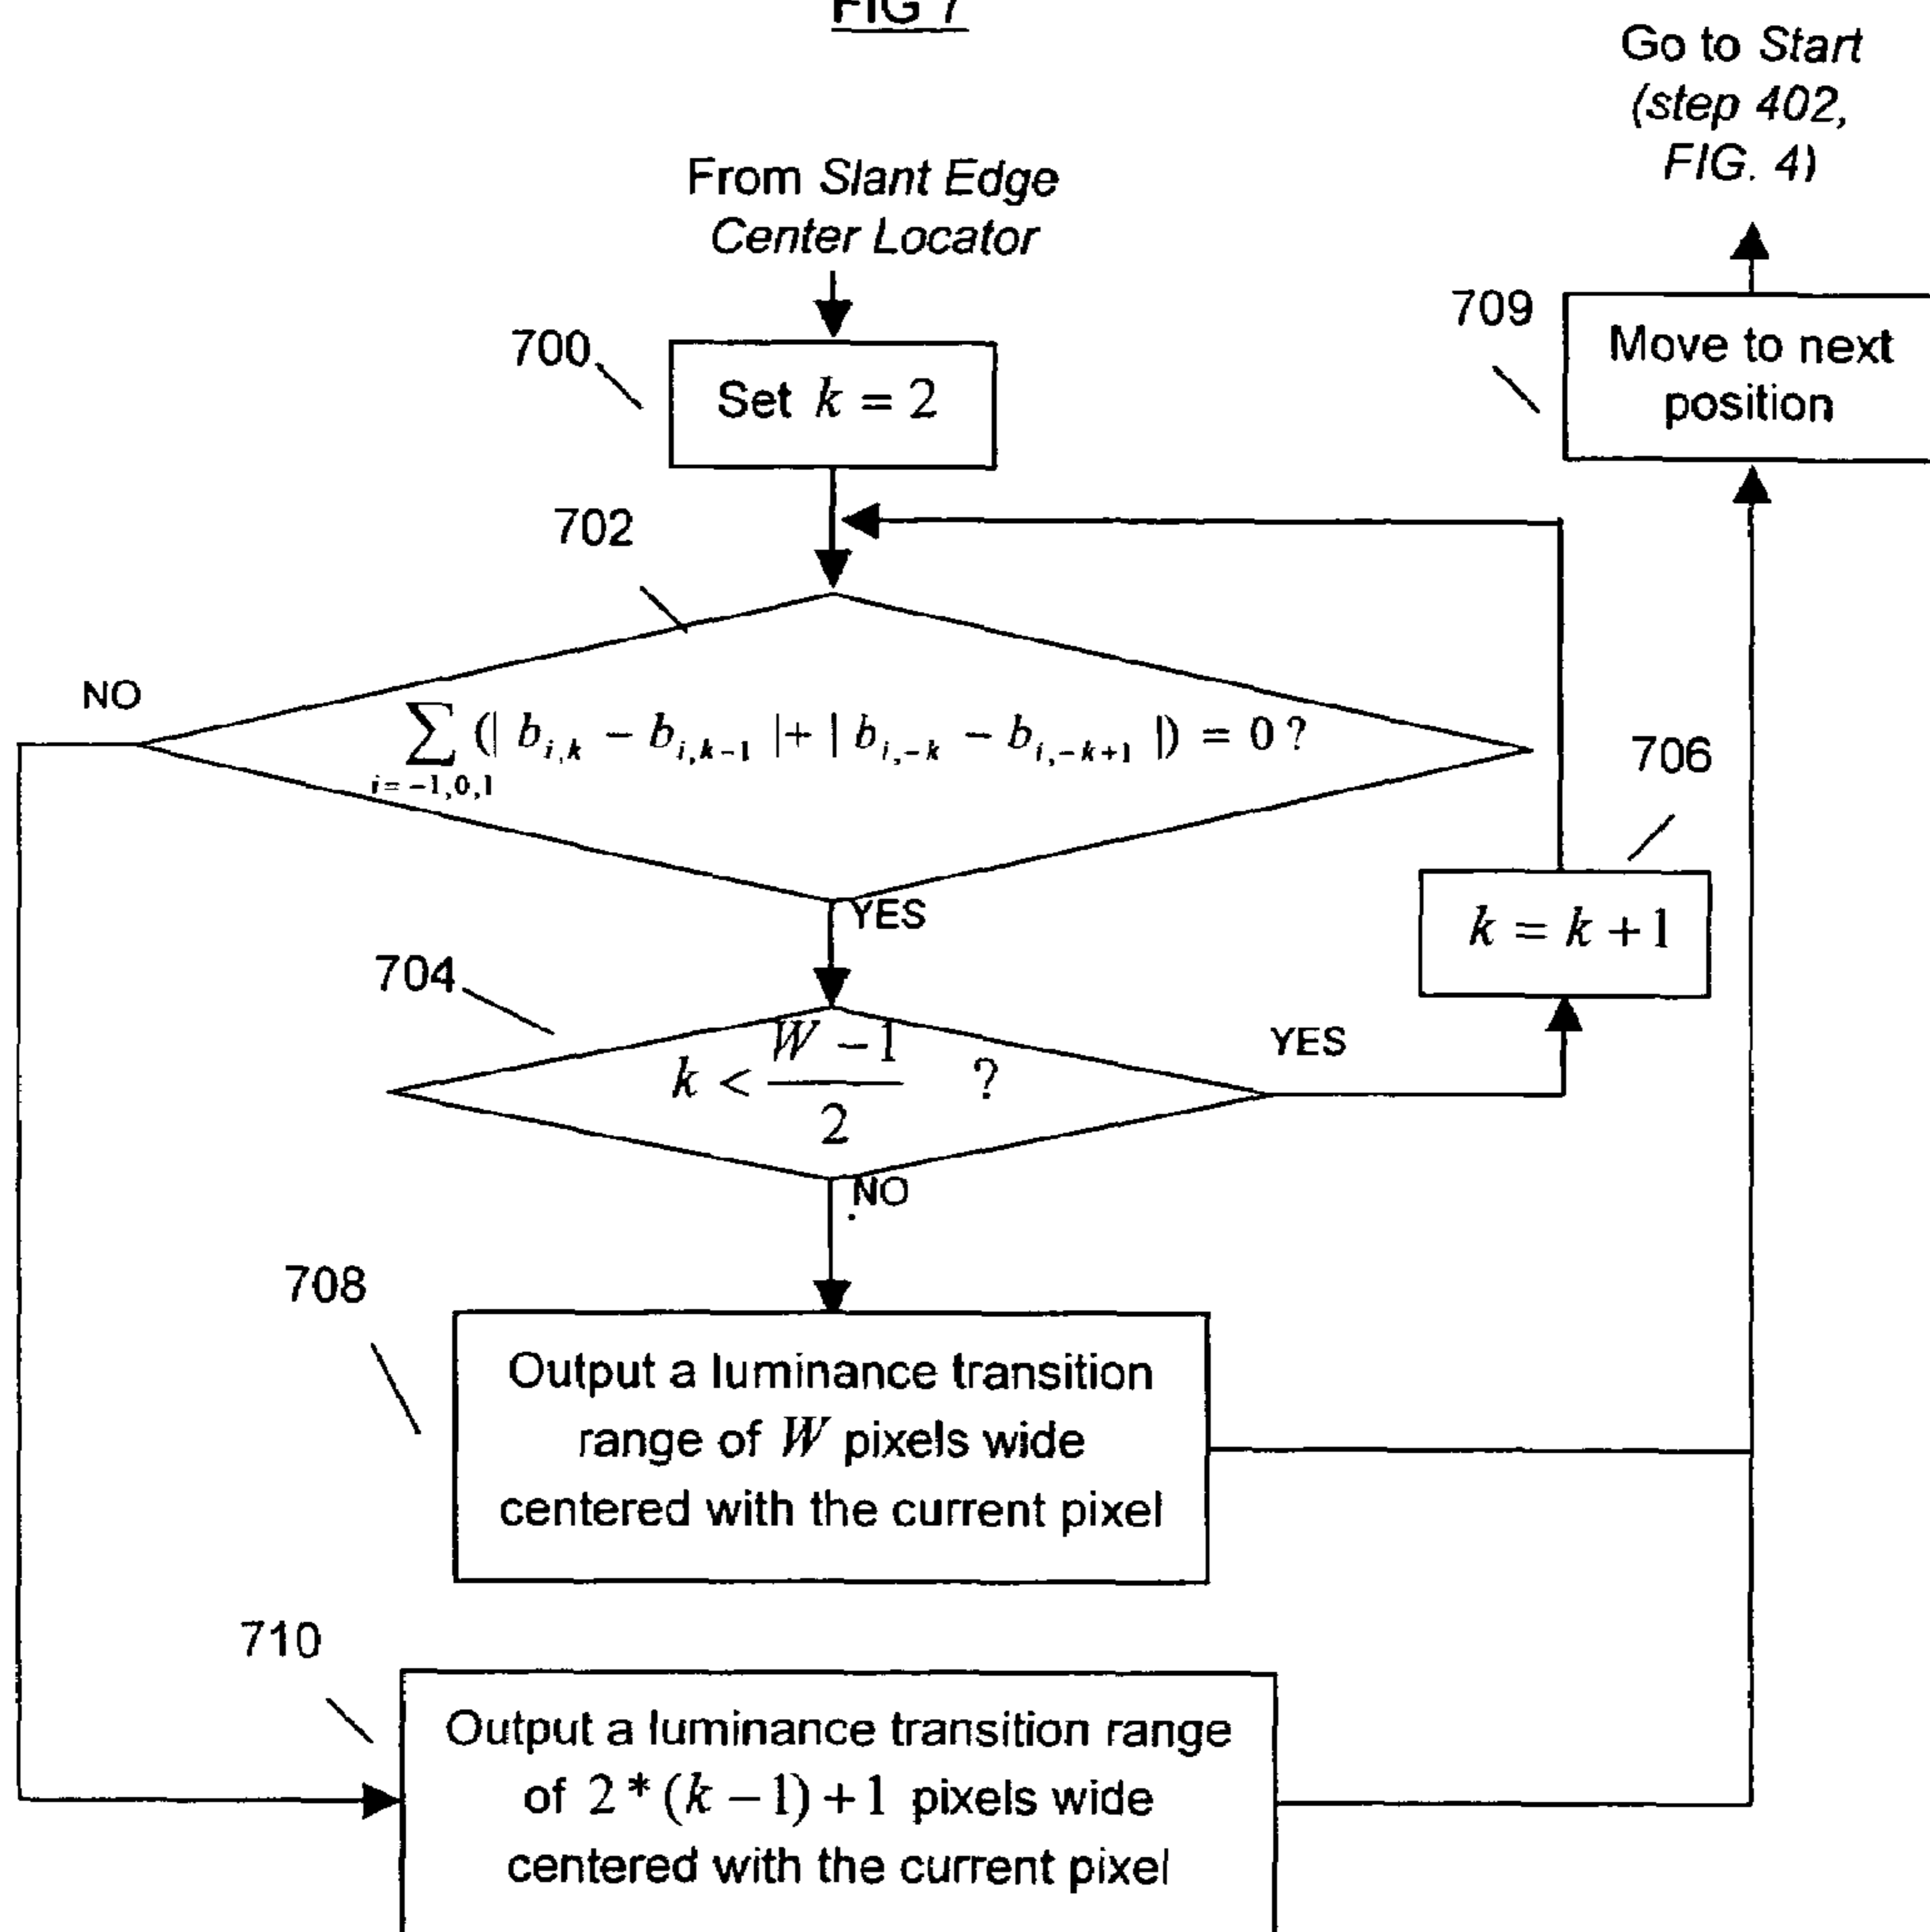 FIG 7
Go to Start
(step 402,
FIG. 4)
From Slant Edge
Center Locator
700
Set k = 2
709
Move to next
position
702
NO
∑ (| b_{i,k} − b_{i,k−1} |+| b_{i,−k} − b_{i,−k+1} |) = 0 ?
i= −1,0,1
706
k = k + 1
YES
704
k < \frac{W − 1}{2} ?
YES
NO
708
Output a luminance transition
range of W pixels wide
centered with the current pixel
710
Output a luminance transition range
of 2 * (k − 1) + 1 pixels wide
centered with the current pixel